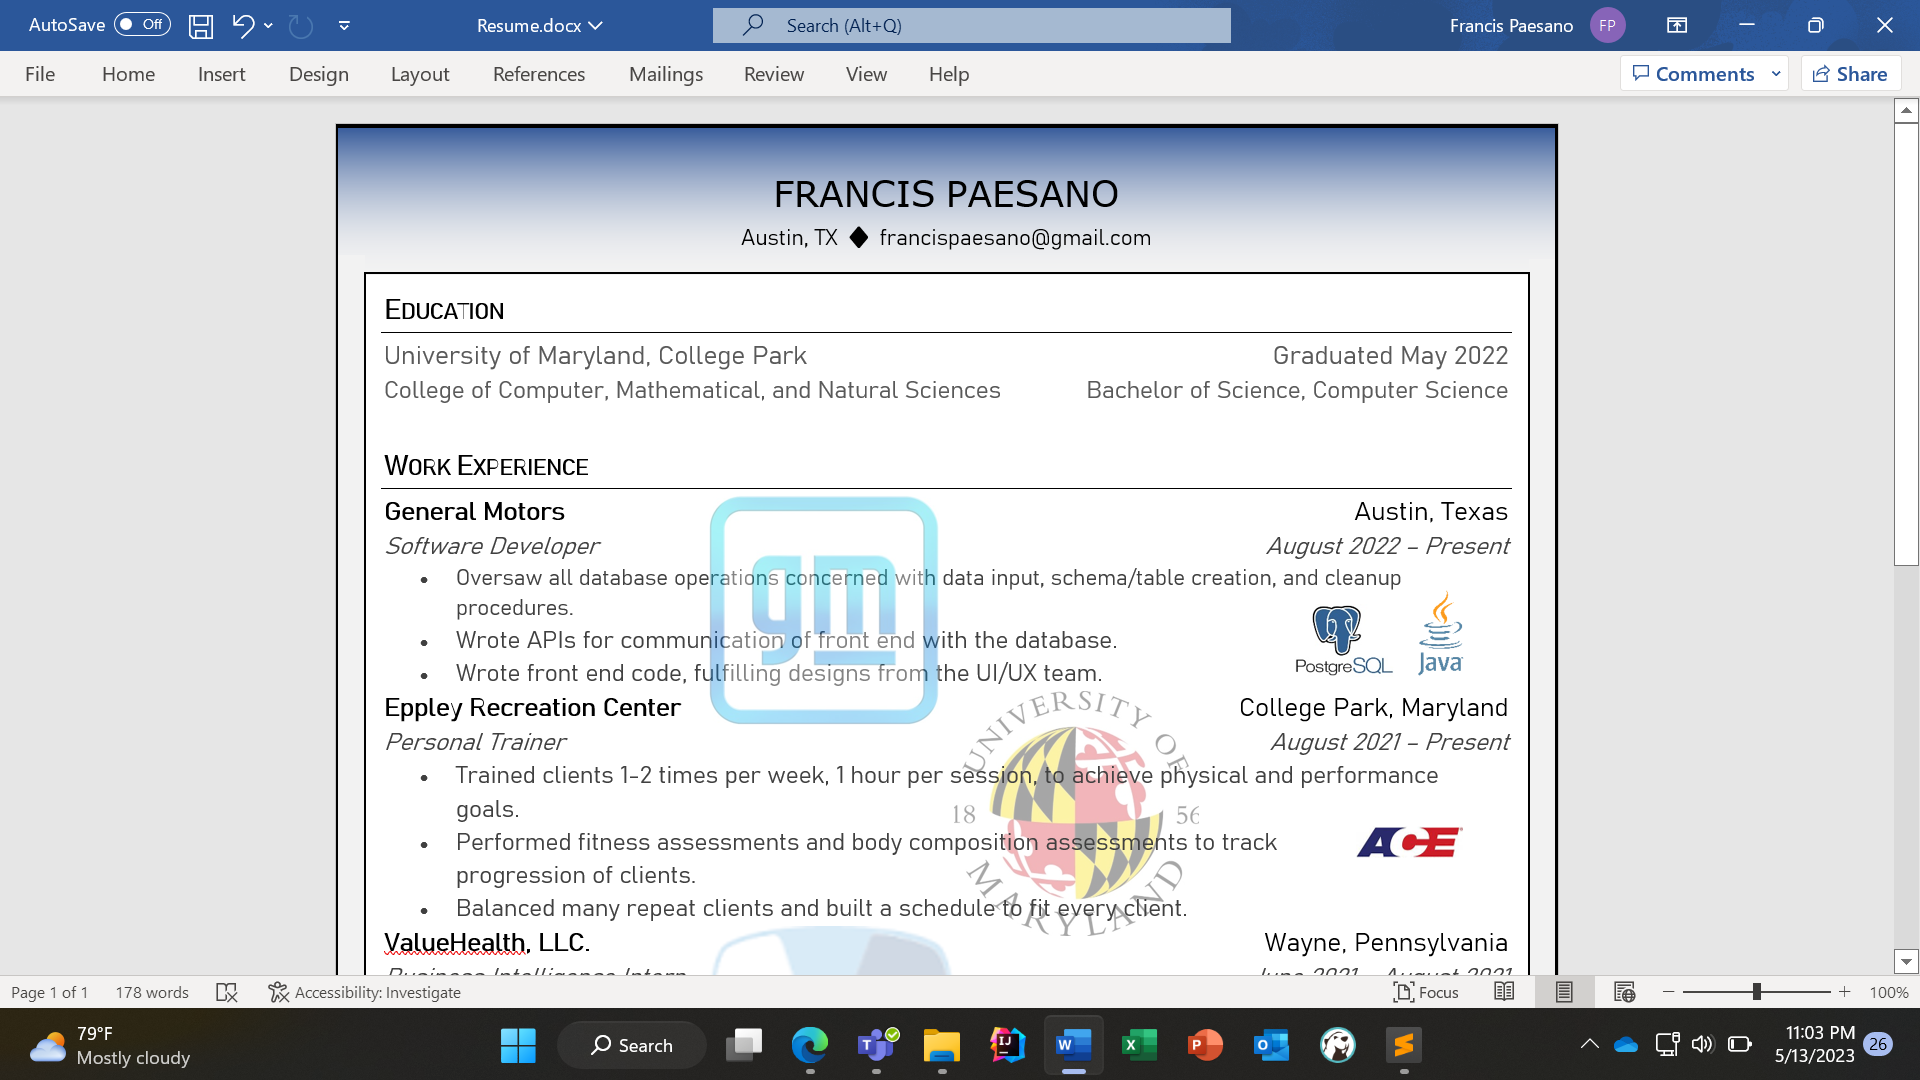 AutoSave Off Resume.docx Search (Alt+Q) Francis Paesano FP
File Home Insert Design Layout References Mailings Review View Help Comments Share
FRANCIS PAESANO
Austin, TX ♦ francispaesano@gmail.com
EDUCATION
University of Maryland, College Park Graduated May 2022
College of Computer, Mathematical, and Natural Sciences Bachelor of Science, Computer Science
WORK EXPERIENCE
General Motors Austin, Texas
Software Developer August 2022 – Present
• Oversaw all database operations concerned with data input, schema/table creation, and cleanup
procedures.
• Wrote APIs for communication of front end with the database.
• Wrote front end code, fulfilling designs from the UI/UX team.
gm
PostgreSQL Java
Eppley Recreation Center College Park, Maryland
Personal Trainer August 2021 – Present
• Trained clients 1-2 times per week, 1 hour per session, to achieve physical and performance
goals.
• Performed fitness assessments and body composition assessments to track
progression of clients.
• Balanced many repeat clients and built a schedule to fit every client.
UNIVERSITY OF
18 56
MARYLAND
ACE
ValueHealth, LLC. Wayne, Pennsylvania
Business Intelligence Intern June 2021 – August 2021
Page 1 of 1 178 words Accessibility: Investigate Focus 100%
79°F
Mostly cloudy
Search
T IJ W X P O
11:03 PM
5/13/2023
26